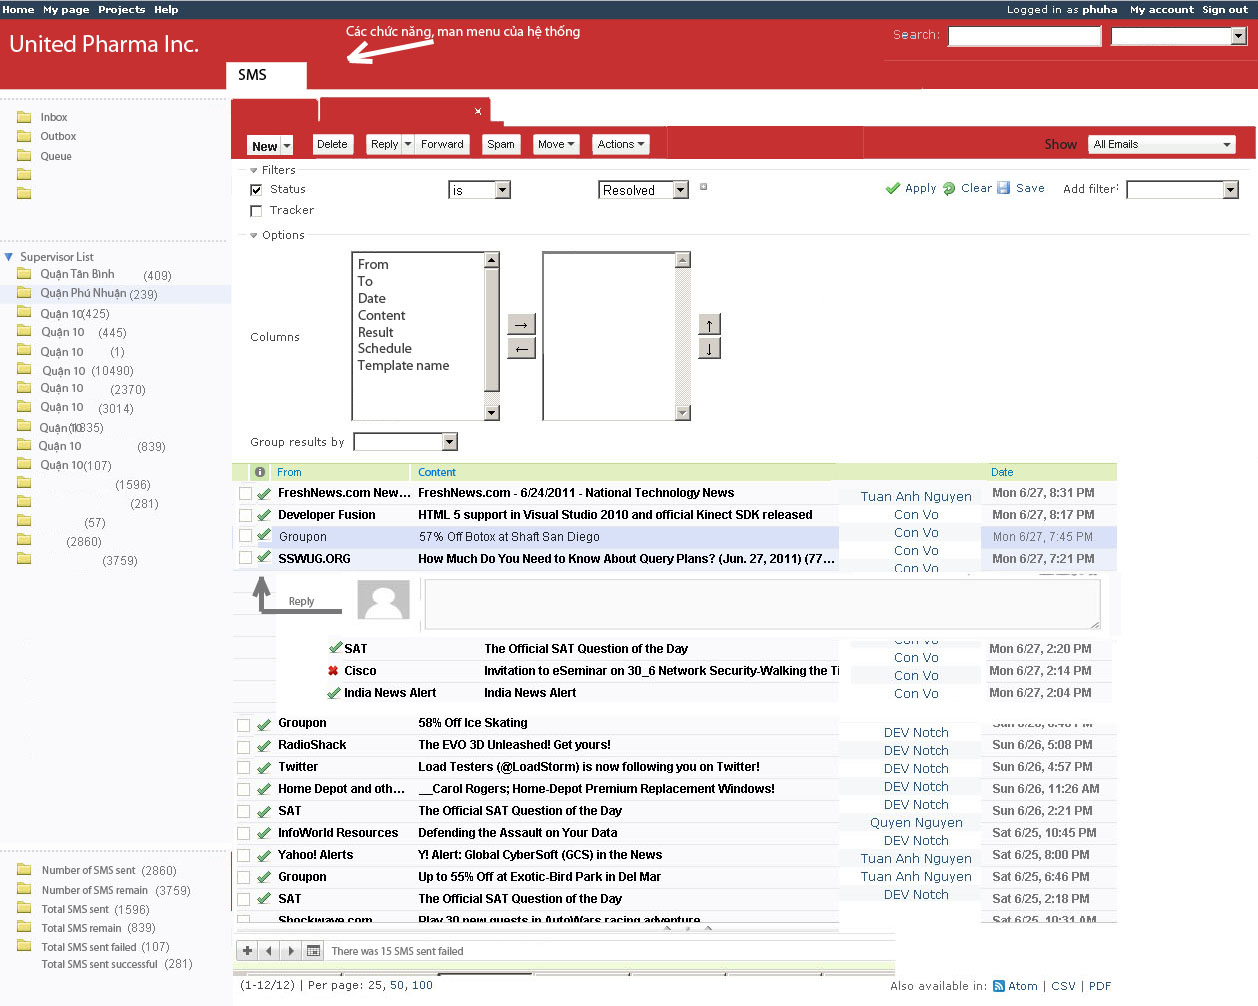 Home My page Projects Help
Logged in as phuha My account Sign out
United Pharma Inc.
Các chức năng, man menu của hệ thống
Search:
SMS
x
New
Delete
Reply
Forward
Spam
Move
Actions
Show
All Emails
Filters
Status
is
Resolved
Apply
Clear
Save
Add filter:
Tracker
Options
Columns
From
To
Date
Content
Result
Schedule
Template name
→
←
↑
↓
Group results by
Inbox
Outbox
Queue
Supervisor List
Quận Tân Bình (409)
Quận Phú Nhuận (239)
Quận 10(425)
Quận 10 (445)
Quận 10 (1)
Quận 10 (10490)
Quận 10 (2370)
Quận 10 (3014)
Quận 10 1835)
Quận 10 (839)
Quận 10(107)
(1596)
(281)
(57)
(2860)
(3759)
Number of SMS sent (2860)
Number of SMS remain (3759)
Total SMS sent (1596)
Total SMS remain (839)
Total SMS sent failed (107)
Total SMS sent successful (281)
From Content Date
FreshNews.com New... FreshNews.com - 6/24/2011 - National Technology News Tuan Anh Nguyen Mon 6/27, 8:31 PM
Developer Fusion HTML 5 support in Visual Studio 2010 and official Kinect SDK released Con Vo Mon 6/27, 8:17 PM
Groupon 57% Off Botox at Shaft San Diego Con Vo Mon 6/27, 7:45 PM
Con Vo
SSWUG.ORG How Much Do You Need to Know About Query Plans? (Jun. 27, 2011) (77... Con Vo Mon 6/27, 7:21 PM
Reply
Con Vo
SAT The Official SAT Question of the Day Con Vo Mon 6/27, 2:20 PM
Cisco Invitation to eSeminar on 30_6 Network Security-Walking the Ti Con Vo Mon 6/27, 2:14 PM
India News Alert India News Alert Con Vo Mon 6/27, 2:04 PM
Groupon 58% Off Ice Skating DEV Notch
RadioShack The EVO 3D Unleashed! Get yours! DEV Notch Sun 6/26, 5:08 PM
Twitter Load Testers (@LoadStorm) is now following you on Twitter! DEV Notch Sun 6/26, 4:57 PM
Home Depot and oth... __Carol Rogers; Home-Depot Premium Replacement Windows! DEV Notch Sun 6/26, 11:26 AM
SAT The Official SAT Question of the Day DEV Notch Sun 6/26, 2:21 PM
InfoWorld Resources Defending the Assault on Your Data Quyen Nguyen Sat 6/25, 10:45 PM
DEV Notch
Yahoo! Alerts Y! Alert: Global CyberSoft (GCS) in the News Tuan Anh Nguyen Sat 6/25, 8:00 PM
Groupon Up to 55% Off at Exotic-Bird Park in Del Mar Tuan Anh Nguyen Sat 6/25, 6:46 PM
SAT The Official SAT Question of the Day DEV Notch Sat 6/25, 2:18 PM
Shockwave.com Play 30 new quests in AutoWars racing adventure Sat 6/25, 10:31 AM
There was 15 SMS sent failed
(1-12/12) | Per page: 25, 50, 100
Also available in: Atom | CSV | PDF